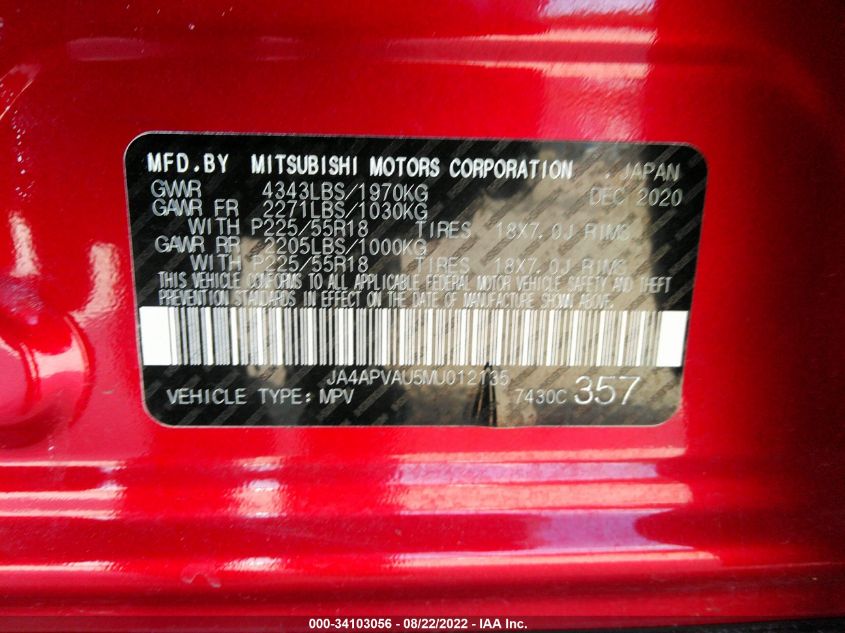 MFD.BY MITSUBISHI MOTORS CORPORATION . JAPAN
GVWR 4343LBS/1970KG DEC 2020
GAWR FR 2271LBS/1030KG
WITH P225/55R18 TIRES 18X7.0J RIMS
GAWR RR 2205LBS/1000KG
WITH P225/55R18 TIRES 18X7.0J RIMS
THIS VEHICLE CONFORMS TO ALL APPLICABLE FEDERAL MOTOR VEHICLE SAFETY AND THEFT
PREVENTION STANDARDS IN EFFECT ON THE DATE OF MANUFACTURE SHOWN ABOVE.
JA4APVAU5MU012135
VEHICLE TYPE: MPV 7430C 357
000-34103056 - 08/22/2022 - IAA Inc.